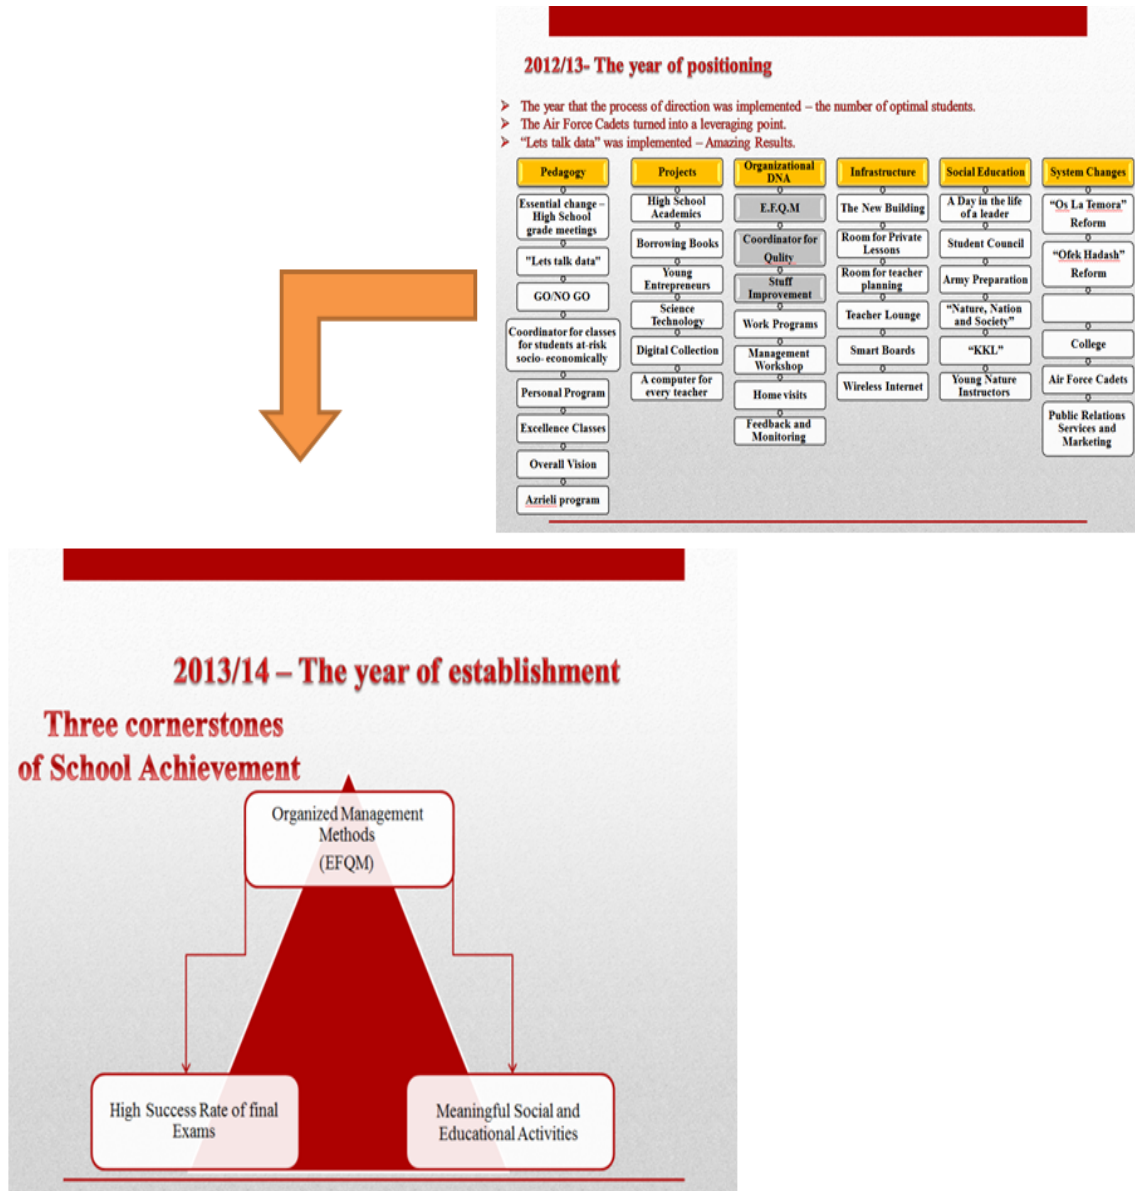 2012/13- The year of positioning
➢ The year that the process of direction was implemented – the number of optimal students.
➢ The Air Force Cadets turned into a leveraging point.
➢ “Lets talk data” was implemented – Amazing Results.
Pedagogy
Essential change –
High School
grade meetings
"Lets talk data"
GO/NO GO
Coordinator for classes
for students at-risk
socio- economically
Personal Program
Excellence Classes
Overall Vision
Azrieli program
Projects
High School
Academics
Borrowing Books
Young
Entrepreneurs
Science
Technology
Digital Collection
A computer for
every teacher
Organizational
DNA
E.F.Q.M
Coordinator for
Qulity
Stuff
Improvement
Work Programs
Management
Workshop
Home visits
Feedback and
Monitoring
Infrastructure
The New Building
Room for Private
Lessons
Room for teacher
planning
Teacher Lounge
Smart Boards
Wireless Internet
Social Education
A Day in the life
of a leader
Student Council
Army Preparation
“Nature, Nation
and Society”
“KKL”
Young Nature
Instructors
System Changes
“Os La Temora”
Reform
“Ofek Hadash”
Reform
College
Air Force Cadets
Public Relations
Services and
Marketing
2013/14 – The year of establishment
Three cornerstones
of School Achievement
Organized Management
Methods
(EFQM)
High Success Rate of final
Exams
Meaningful Social and
Educational Activities